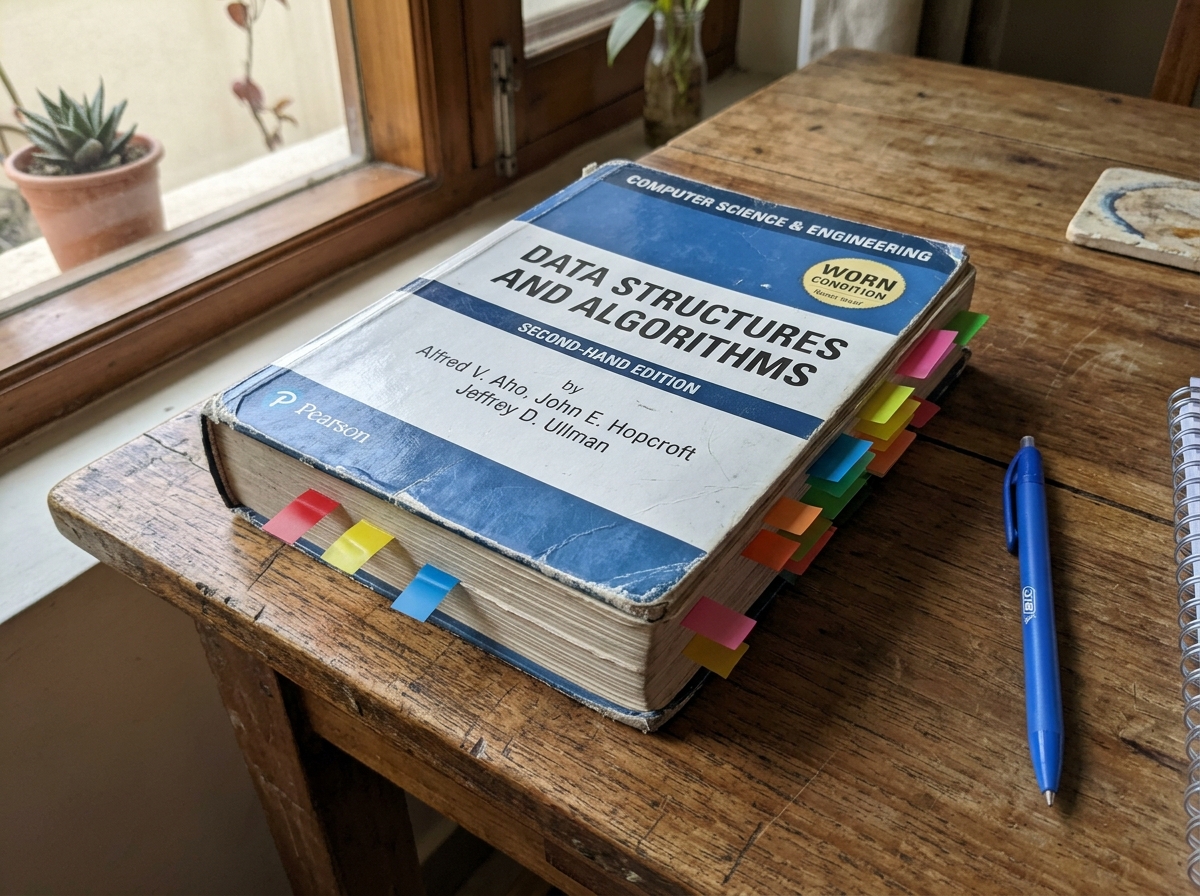 COMPUTER SCIENCE & ENGINEERING
WORN
CONDITION
DATA STRUCTURES
AND ALGORITHMS
SECOND-HAND EDITION
by
Alfred V. Aho, John E. Hopcroft
Jeffrey D. Ullman
Pearson